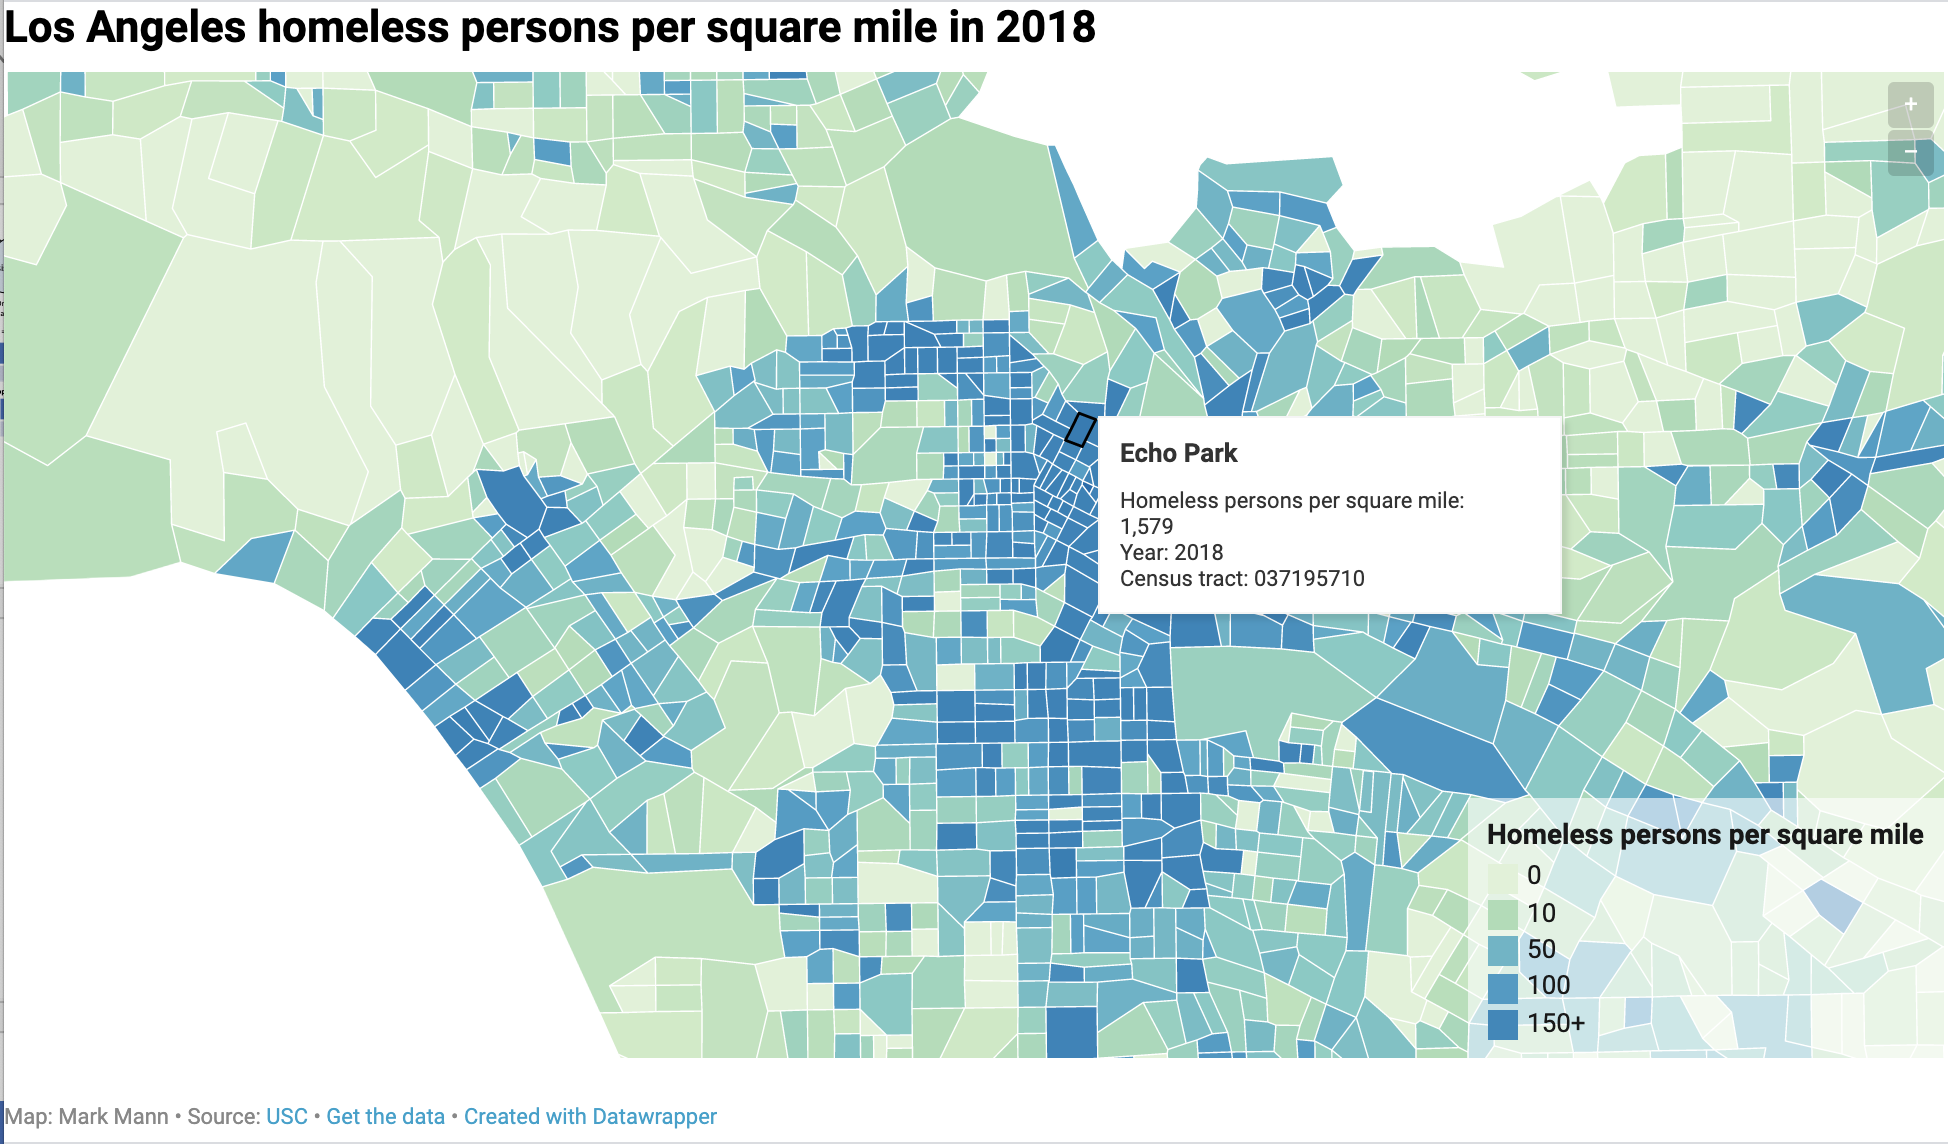 Los Angeles homeless persons per square mile in 2018
+
−
Echo Park
Homeless persons per square mile:
1,579
Year: 2018
Census tract: 037195710
Homeless persons per square mile
0
10
50
100
150+
Map: Mark Mann • Source: USC • Get the data • Created with Datawrapper